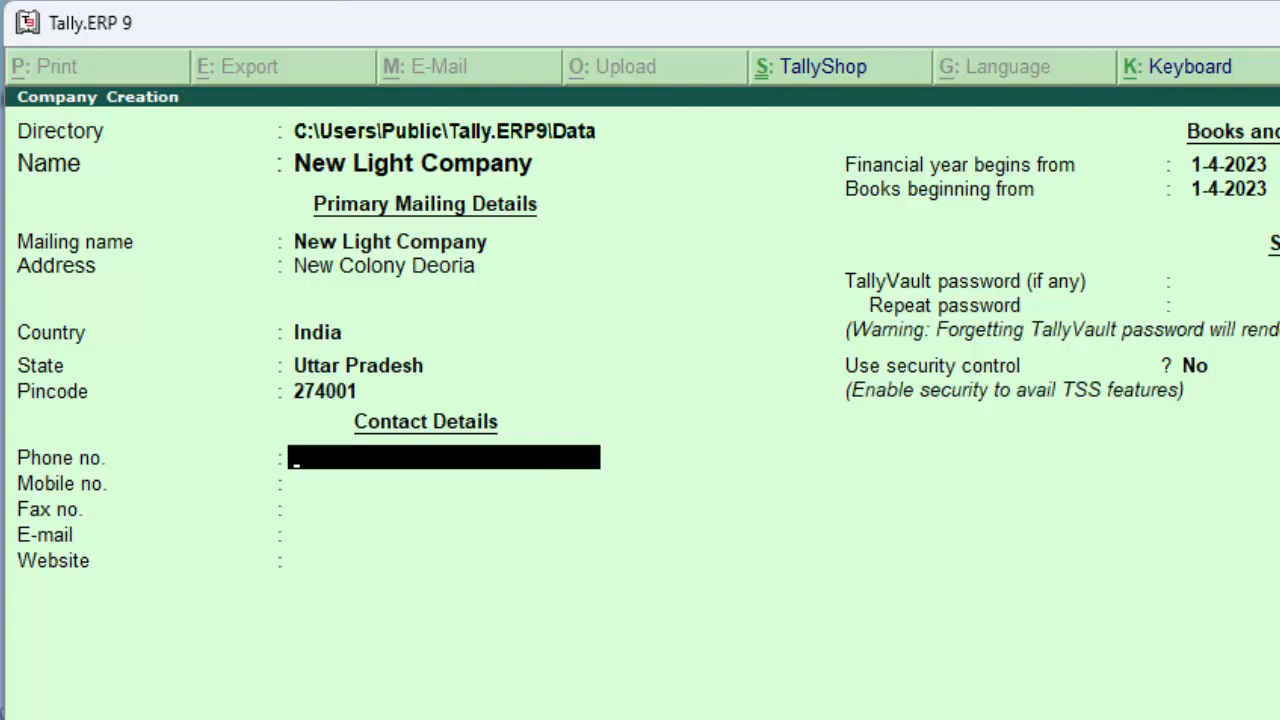 Tally.ERP 9
P: Print E: Export M: E-Mail O: Upload S: TallyShop G: Language K: Keyboard
Company Creation
Directory : C:\Users\Public\Tally.ERP9\Data
Name : New Light Company
Primary Mailing Details
Mailing name : New Light Company
Address : New Colony Deoria
Country : India
State : Uttar Pradesh
Pincode : 274001
Contact Details
Phone no. :
Mobile no. :
Fax no. :
E-mail :
Website :
Books and
Financial year begins from : 1-4-2023
Books beginning from : 1-4-2023
TallyVault password (if any) :
Repeat password :
(Warning: Forgetting TallyVault password will rend
Use security control ? No
(Enable security to avail TSS features)